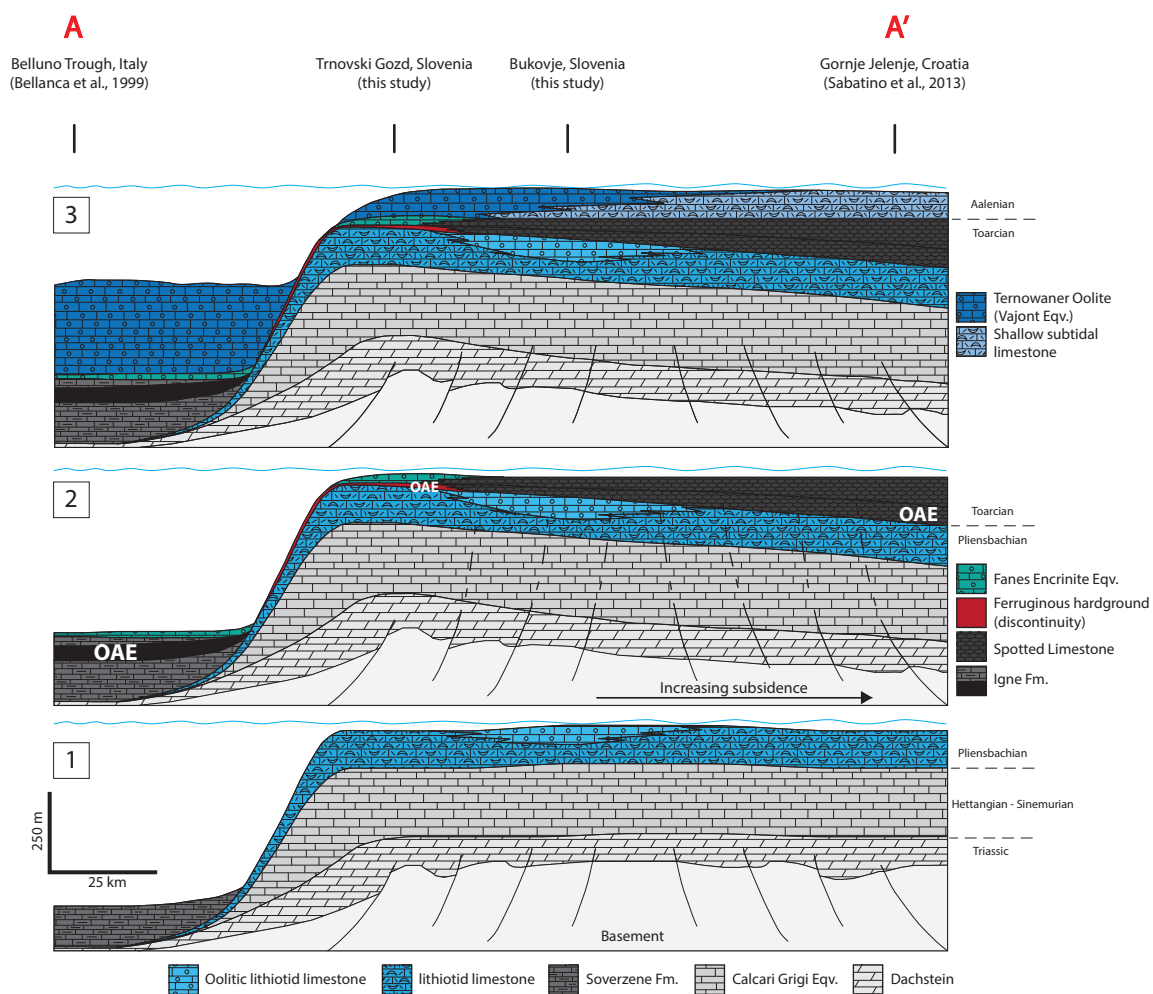 A
A'
Belluno Trough, Italy
(Bellanca et al., 1999)
Trnovski Gozd, Slovenia
(this study)
Bukovje, Slovenia
(this study)
Gornje Jelenje, Croatia
(Sabatino et al., 2013)
3
Aalenian
Toarcian
Ternowaner Oolite
(Vajont Eqv.)
Shallow subtidal
limestone
2
OAE
OAE
OAE
Toarcian
Pliensbachian
Increasing subsidence
Fanes Encrinite Eqv.
Ferruginous hardground
(discontinuity)
Spotted Limestone
Igne Fm.
1
Pliensbachian
Hettangian - Sinemurian
Triassic
250 m
25 km
Basement
Oolitic lithiotid limestone
lithiotid limestone
Soverzene Fm.
Calcari Grigi Eqv.
Dachstein